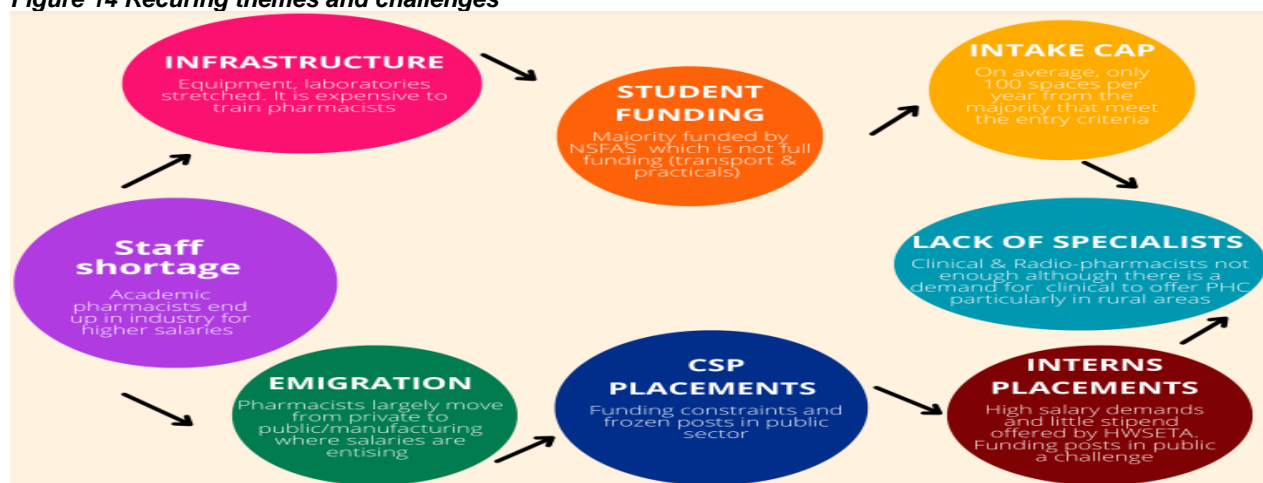 Figure 14 Recuring themes and challenges
INFRASTRUCTURE
Equipment, laboratories
stretched. It is expensive to
train pharmacists
STUDENT
FUNDING
Majority funded by
NSFAS which is not full
funding (transport &
practicals)
INTAKE CAP
On average, only
100 spaces per
year from the
majority that meet
the entry criteria
Staff
shortage
Academic
pharmacists end
up in industry for
higher salaries
LACK OF SPECIALISTS
Clinical & Radio-pharmacists not
enough although there is a
demand for clinical to offer PHC
particularly in rural areas
EMIGRATION
Pharmacists largely move
from private to
public/manufacturing
where salaries are
entising
CSP
PLACEMENTS
Funding constraints and
frozen posts in public
sector
INTERNS
PLACEMENTS
High salary demands
and little stipend
offered by HWSETA.
Funding posts in public
a challenge